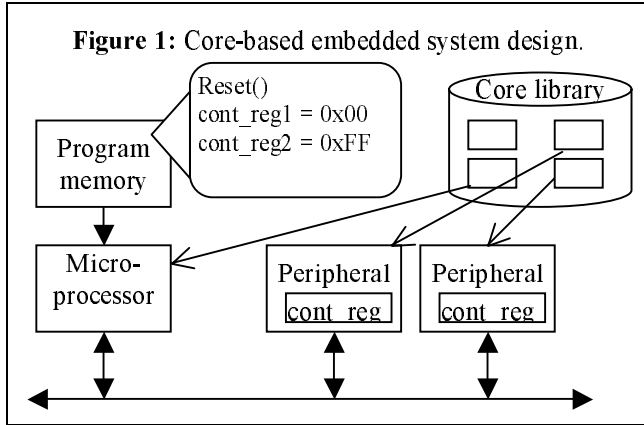 Figure 1: Core-based embedded system design.
Reset()
cont_reg1 = 0x00
cont_reg2 = 0xFF
Core library
Program
memory
Micro-
processor
Peripheral
cont_reg
Peripheral
cont_reg